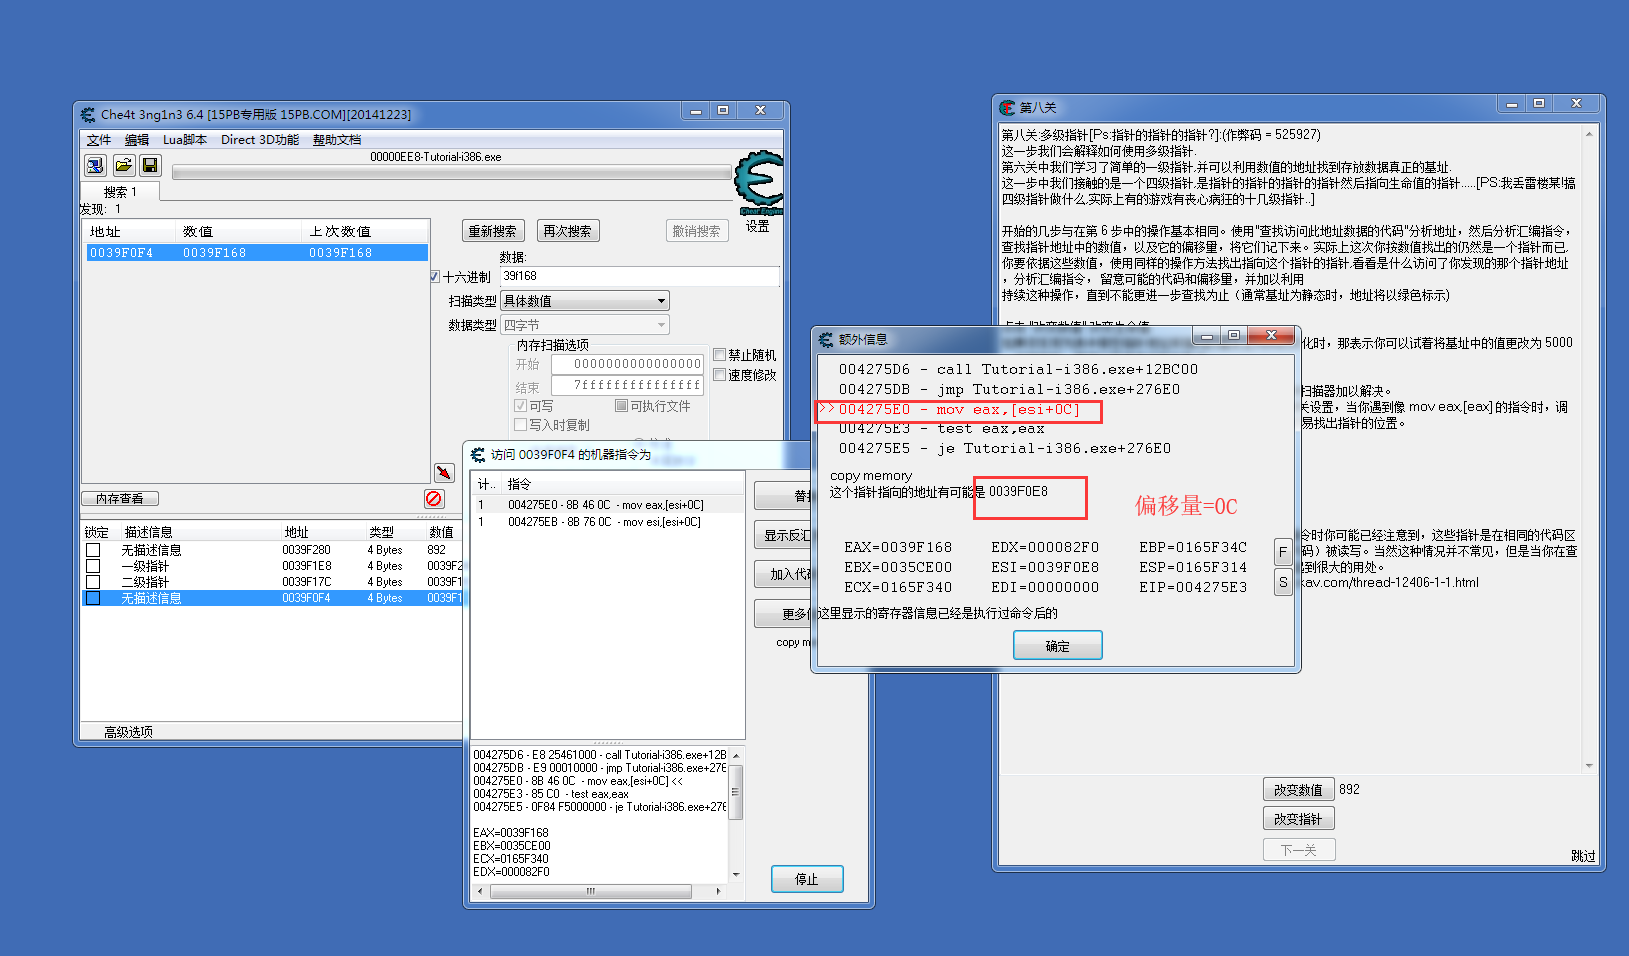 Che4t 3ng1n3 6.4 [15PB专用版 15PB.COM][20141223]
文件 编辑 Lua脚本 Direct 3D功能 帮助文档
00000EE8-Tutorial-i386.exe
搜索 1
发现: 1
地址 数值 上次数值
0039F0F4 0039F168 0039F168
重新搜索 再次搜索 撤销搜索
Cheat Engine
设置
数据:
十六进制 39f168
扫描类型 具体数值
数据类型 四字节
内存扫描选项
开始 0000000000000000
结束 7fffffffffffffff
可写 可执行文件
写入时复制
禁止随机
速度修改
内存查看
锁定 描述信息 地址 类型 数值
无描述信息 0039F280 4 Bytes 892
一级指针 0039F1E8 4 Bytes 0039F2
二级指针 0039F17C 4 Bytes 0039F1
无描述信息 0039F0F4 4 Bytes 0039F1
高级选项
访问 0039F0F4 的机器指令为
计.. 指令
1 004275E0 - 8B 46 0C - mov eax,[esi+0C]
1 004275EB - 8B 76 0C - mov esi,[esi+0C]
替
显示反汇
加入代
更多
copy m
004275D6 - E8 25461000 - call Tutorial-i386.exe+12B
004275DB - E9 00010000 - jmp Tutorial-i386.exe+276
004275E0 - 8B 46 0C - mov eax,[esi+0C] <<
004275E3 - 85 C0 - test eax,eax
004275E5 - 0F84 F5000000 - je Tutorial-i386.exe+276
EAX=0039F168
EBX=0035CE00
ECX=0165F340
EDX=000082F0
停止
额外信息
004275D6 - call Tutorial-i386.exe+12BC00
004275DB - jmp Tutorial-i386.exe+276E0
>>004275E0 - mov eax,[esi+0C]
004275E3 - test eax,eax
004275E5 - je Tutorial-i386.exe+276E0
copy memory
这个指针指向的地址有可能是 0039F0E8
偏移量=0C
EAX=0039F168 EDX=000082F0 EBP=0165F34C
EBX=0035CE00 ESI=0039F0E8 ESP=0165F314
ECX=0165F340 EDI=00000000 EIP=004275E3
F
S
这里显示的寄存器信息已经是执行过命令后的
确定
第八关
第八关:多级指针[Ps:指针的指针的指针?]:(作弊码 = 525927)
这一步我们会解释如何使用多级指针.
第六关中我们学习了简单的一级指针.并可以利用数值的地址找到存放数据真正的基址.
这一步中我们接触的是一个四级指针,是指针的指针的指针的指针然后指向生命值的指针.....[PS:我丢雷楼某!搞
四级指针做什么,实际上有的游戏有丧心病狂的十几级指针..]
开始的几步与在第 6 步中的操作基本相同。使用"查找访问此地址数据的代码"分析地址，然后分析汇编指令，
查找指针地址中的数值，以及它的偏移量，将它们记下来。实际上这次你按数值找出的仍然是一个指针而已,
你要依据这些数值，使用同样的操作方法找出指向这个指针的指针.看看是什么访问了你发现的那个指针地址
，分析汇编指令， 留意可能的代码和偏移量，并加以利用
持续这种操作，直到不能更进一步查找为止（通常基址为静态时，地址将以绿色标示)
化时，那表示你可以试着将基址中的值更改为 5000
扫描器加以解决。
关设置，当你遇到像 mov eax,[eax] 的指令时，调
易找出指针的位置。
令时你可能已经注意到，这些指针是在相同的代码区
码）被读写。当然这种情况并不常见，但是当你在查
到很大的用处。
kav.com/thread-12406-1-1.html
改变数值 892
改变指针
下一关
跳过